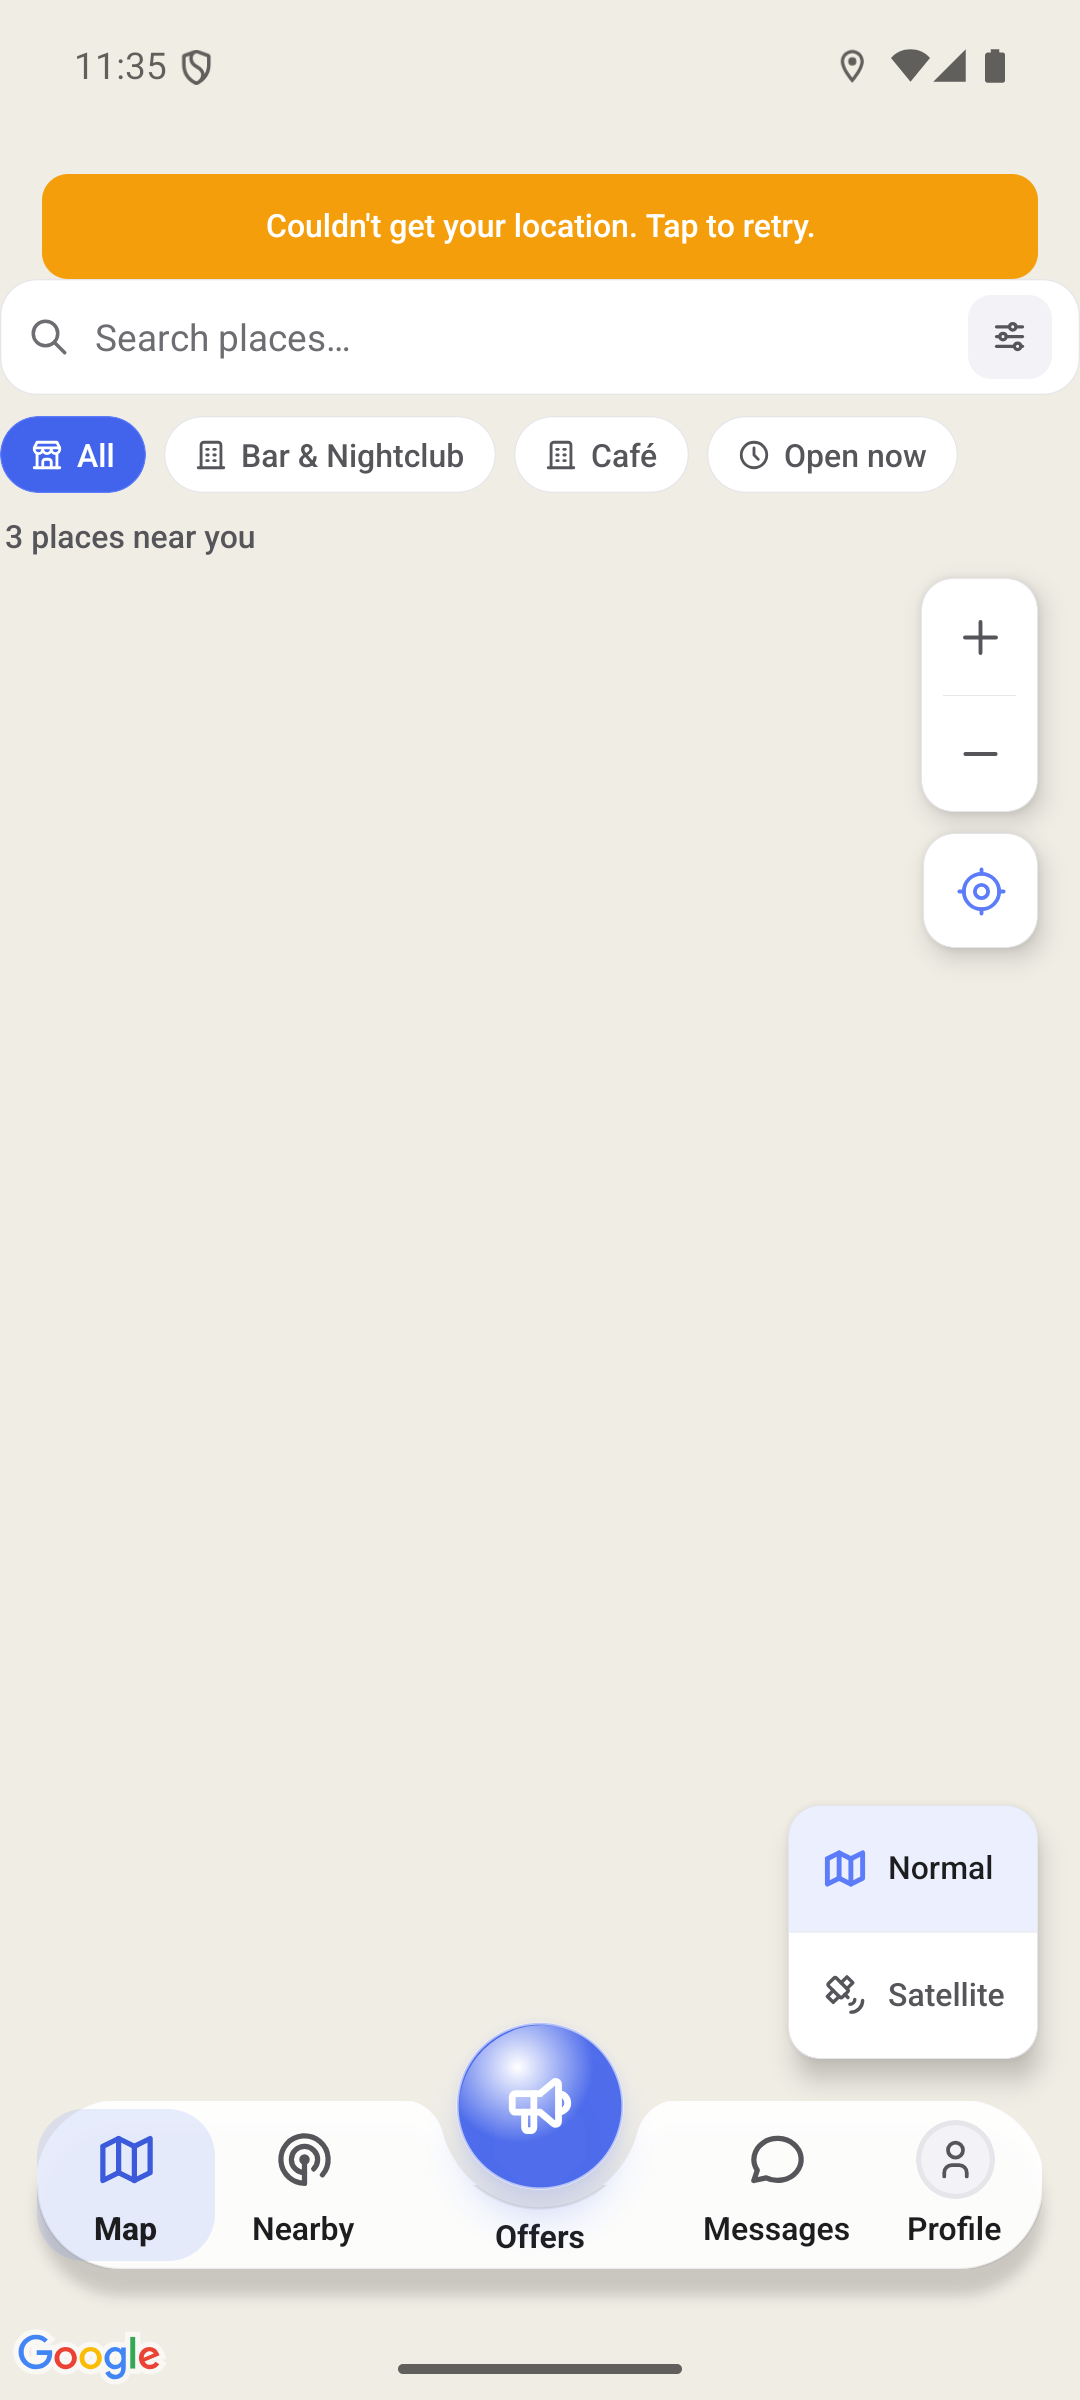 11:35
Couldn't get your location. Tap to retry.
Search places...
All
Bar & Nightclub
Café
Open now
3 places near you
Normal
Satellite
Map
Nearby
Offers
Messages
Profile
Google